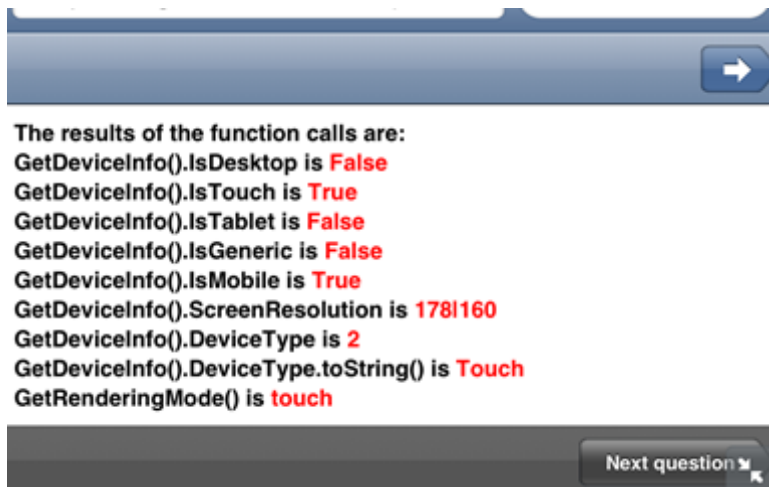 The results of the function calls are:
GetDeviceInfo().IsDesktop is False
GetDeviceInfo().IsTouch is True
GetDeviceInfo().IsTablet is False
GetDeviceInfo().IsGeneric is False
GetDeviceInfo().IsMobile is True
GetDeviceInfo().ScreenResolution is 178|160
GetDeviceInfo().DeviceType is 2
GetDeviceInfo().DeviceType.toString() is Touch
GetRenderingMode() is touch
Next question